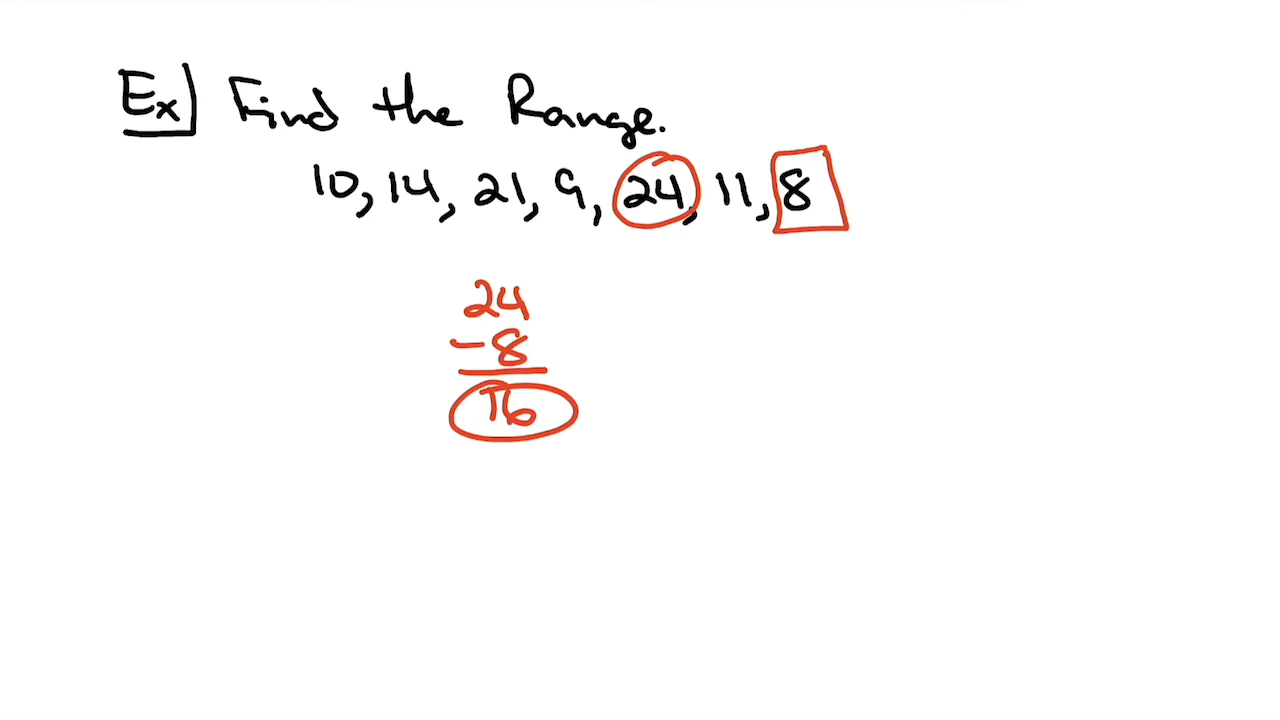 Ex Find the Range.
10, 14, 21, 9, 24, 11, 8
24
-8
16